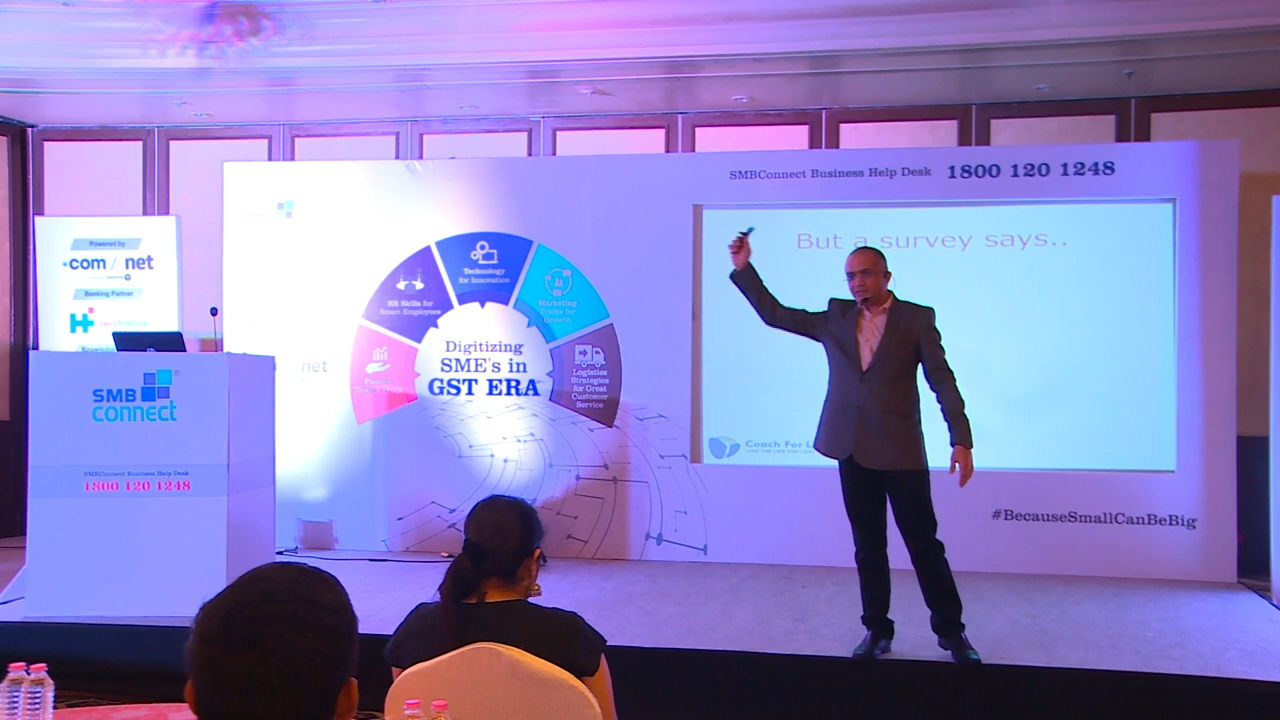 SMBConnect Business Help Desk 1800 120 1248
Powered by
.com / net
Banking Partner
SMB
connect
SMBConnect Business Help Desk
1800 120 1248
net
HR Skills for
Smart Employees
Technology
for Innovation
Marketing
Tricks for
Growth
Logistics
Strategies
for Great
Customer
Service
Digitizing
SME's in
GST ERA
But a survey says..
Coach For L
#BecauseSmallCanBeBig